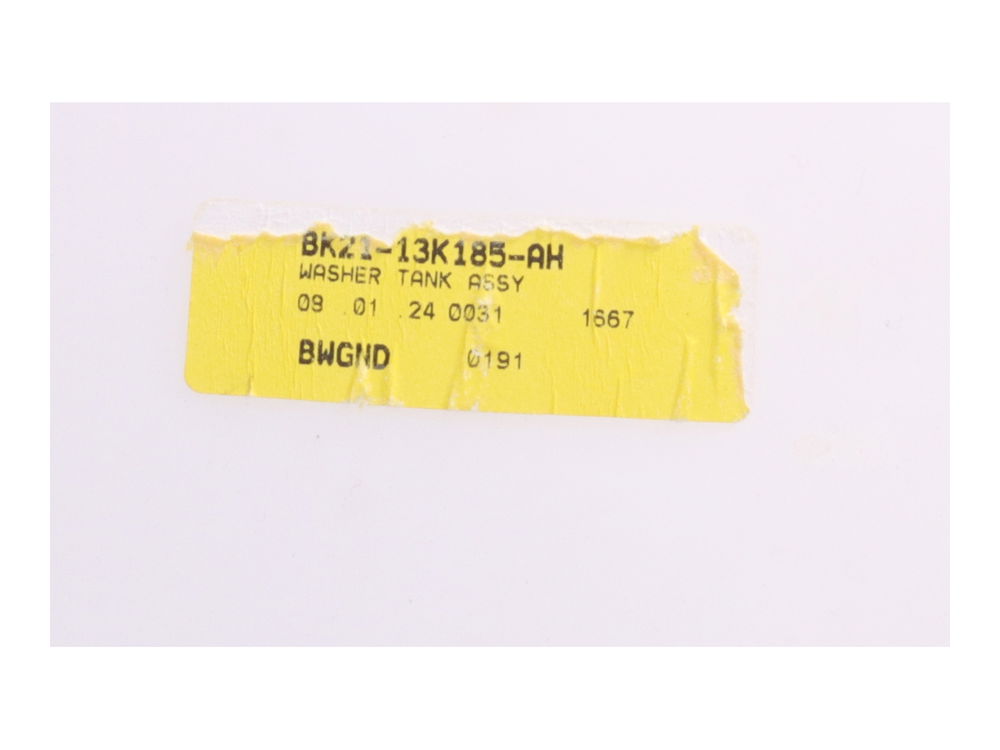 BK21-13K185-AH
WASHER TANK ASSY
09 01 24 0031 1667
BWGND 0191